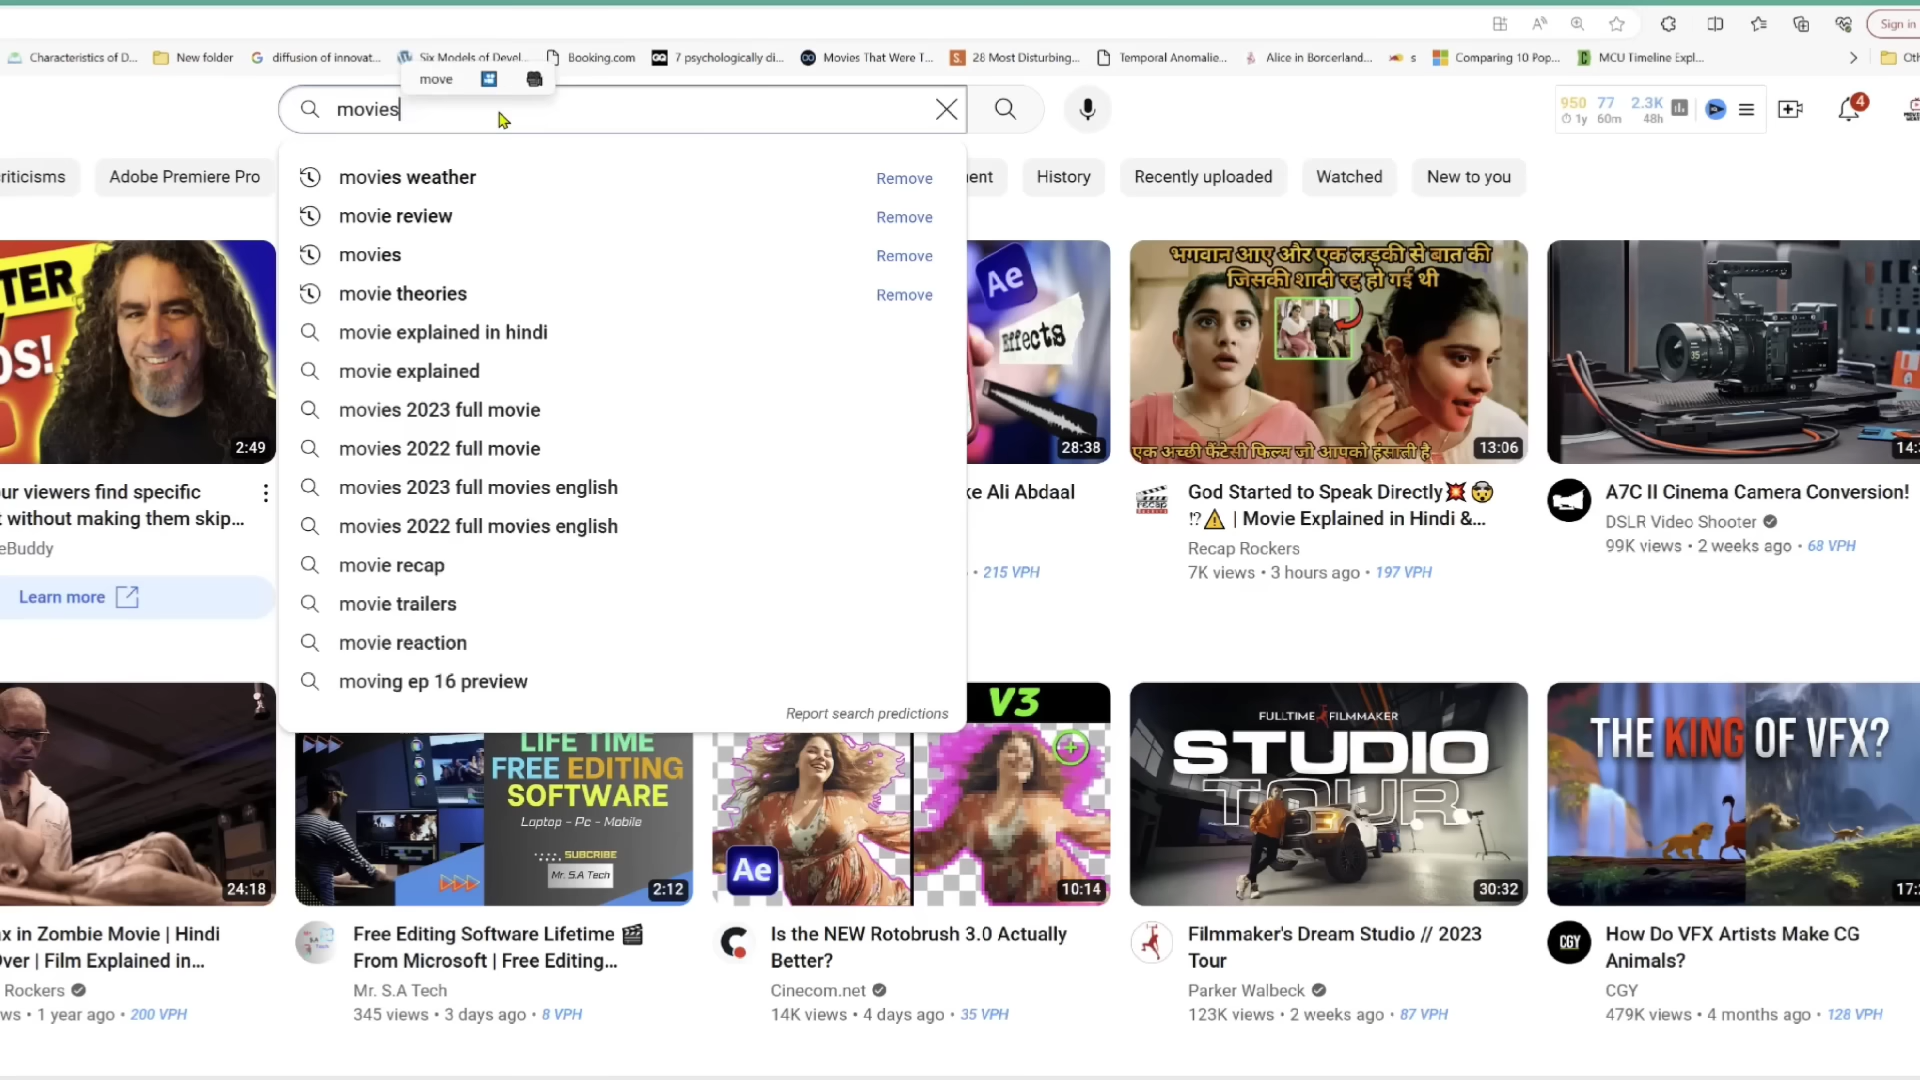 Sign in
Characteristics of D...
New folder
diffusion of innovat...
Six Models of Devel...
Booking.com
7 psychologically di...
Movies That Were T...
28 Most Disturbing...
Temporal Anomalie...
Alice in Borcerland...
s
Comparing 10 Pop...
MCU Timeline Expl...
Oth
move
movies
950 77 2.3K
1y 60m 48h
4
riticisms
Adobe Premiere Pro
ent
History
Recently uploaded
Watched
New to you
movies weather
Remove
movie review
Remove
movies
Remove
movie theories
Remove
movie explained in hindi
movie explained
movies 2023 full movie
movies 2022 full movie
movies 2023 full movies english
movies 2022 full movies english
movie recap
movie trailers
movie reaction
moving ep 16 preview
Report search predictions
TER
OS!
2:49
ur viewers find specific
t without making them skip...
eBuddy
Learn more
Ae
Effects
28:38
ke Ali Abdaal
• 215 VPH
भगवान आए और एक लड़की से बात की
जिसकी शादी रद्द हो गई थी
एक अच्छी फैंटेसी फिल्म जो आपको हंसाती है
13:06
recap
God Started to Speak Directly💥🤯
⁉⚠ | Movie Explained in Hindi &...
Recap Rockers
7K views • 3 hours ago • 197 VPH
35
14:
A7C II Cinema Camera Conversion!
DSLR Video Shooter
99K views • 2 weeks ago • 68 VPH
24:18
x in Zombie Movie | Hindi
Over | Film Explained in...
Rockers
ws • 1 year ago • 200 VPH
LIFE TIME
FREE EDITING
SOFTWARE
Laptop - Pc - Mobile
SUBCRIBE
Mr. S.A Tech
2:12
Free Editing Software Lifetime 🎬
From Microsoft | Free Editing...
Mr. S.A Tech
345 views • 3 days ago • 8 VPH
V3
Ae
10:14
Is the NEW Rotobrush 3.0 Actually
Better?
Cinecom.net
14K views • 4 days ago • 35 VPH
FULLTIME FILMMAKER
STUDIO
TOUR
30:32
Filmmaker's Dream Studio // 2023
Tour
Parker Walbeck
123K views • 2 weeks ago • 87 VPH
THE KING OF VFX?
17:
CGY
How Do VFX Artists Make CG
Animals?
CGY
479K views • 4 months ago • 128 VPH